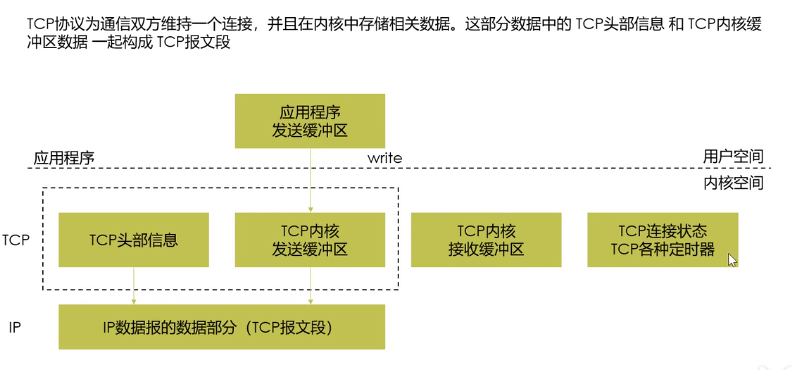 TCP协议为通信双方维持一个连接，并且在内核中存储相关数据。这部分数据中的 TCP头部信息 和 TCP内核缓
冲区数据 一起构成 TCP报文段
应用程序
发送缓冲区
应用程序
write
用户空间
内核空间
TCP
TCP头部信息
TCP内核
发送缓冲区
TCP内核
接收缓冲区
TCP连接状态
TCP各种定时器
IP
IP数据报的数据部分（TCP报文段）